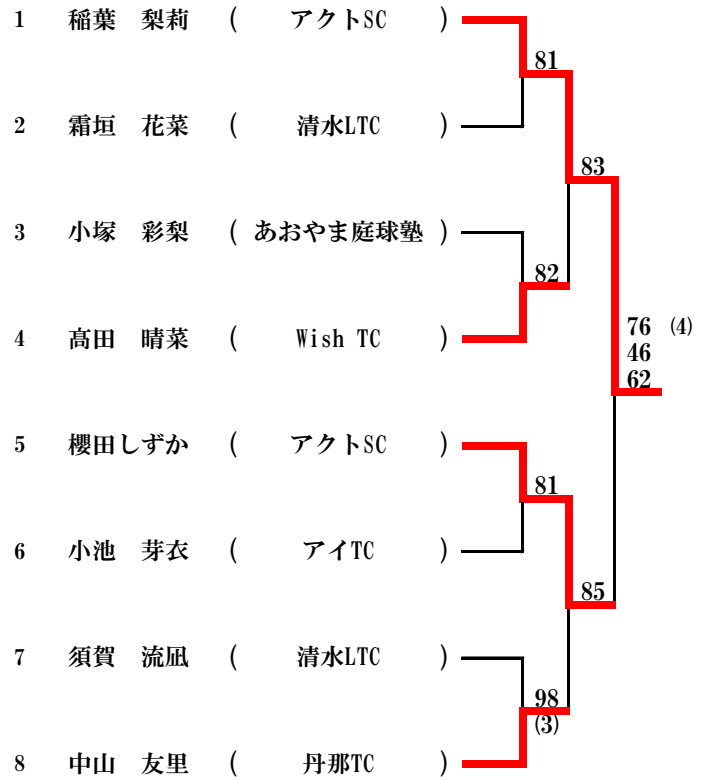 1 稲葉 梨莉 ( アクトSC )
81
2 霜垣 花菜 ( 清水LTC )
83
3 小塚 彩梨 ( あおやま庭球塾 )
82
4 高田 晴菜 ( Wish TC )
76 (4)
46
62
5 櫻田しずか ( アクトSC )
81
6 小池 芽衣 ( アイTC )
85
7 須賀 流凪 ( 清水LTC )
98
(3)
8 中山 友里 ( 丹那TC )